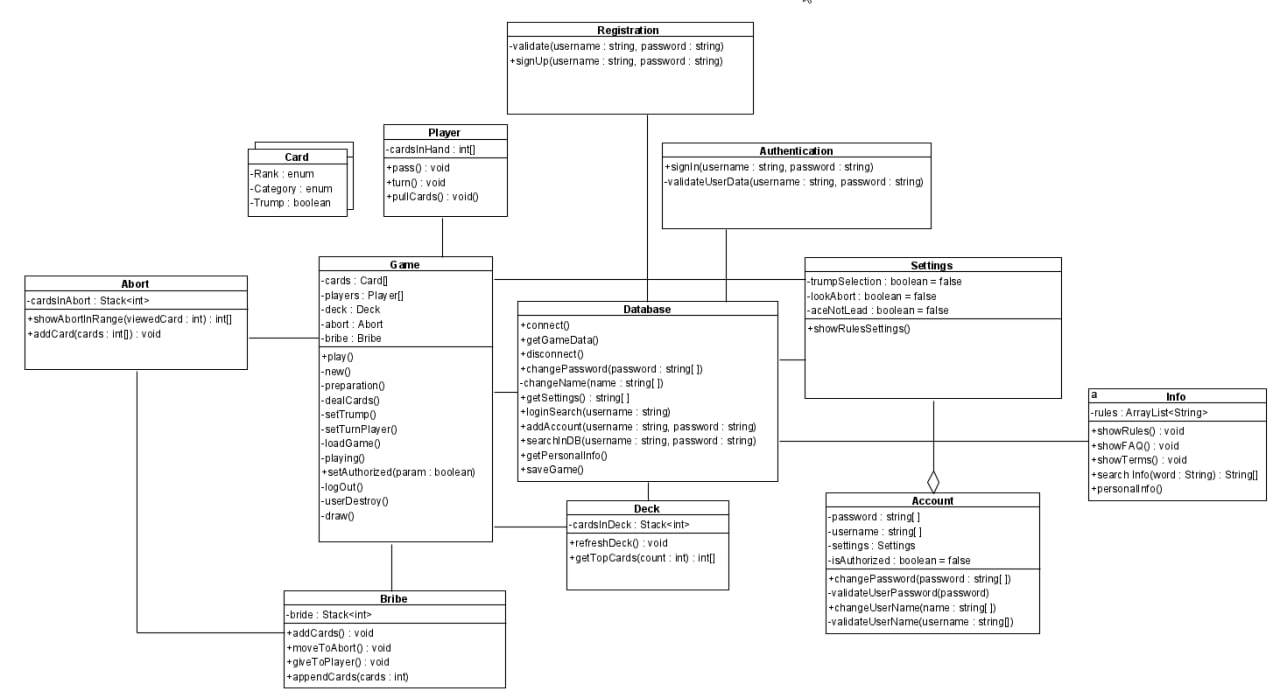 Registration
-validate(username : string, password : string)
+signUp(username : string, password : string)
Player
-cardsInHand : int[]
+pass() : void
+turn() : void
+pullCards() : void()
Card
-Rank : enum
-Category : enum
-Trump : boolean
Authentication
+signIn(username : string, password : string)
-validateUserData(username : string, password : string)
Game
-cards : Card[]
-players : Player[]
-deck : Deck
-abort : Abort
-bribe : Bribe
+play()
-new()
-preparation()
-dealCards()
-setTrump()
-setTurnPlayer()
-loadGame()
-playing()
+setAuthorized(param : boolean)
-logOut()
-userDestroy()
-draw()
Abort
-cardsInAbort : Stack<int>
+showAbortInRange(viewedCard : int) : int[]
+addCard(cards : int[]) : void
Settings
-trumpSelection : boolean = false
-lookAbort : boolean = false
-aceNotLead : boolean = false
+showRulesSettings()
Database
+connect()
+getGameData()
+disconnect()
+changePassword(password : string[ ])
-changeName(name : string[ ])
+getSettings() : string[ ]
+loginSearch(username : string)
+addAccount(username : string, password : string)
+searchInDB(username : string, password : string)
+getPersonalInfo()
+saveGame()
a
Info
-rules : ArrayList<String>
+showRules() : void
+showFAQ() : void
+showTerms() : void
+search Info(word : String) : String[]
+personalInfo()
Deck
-cardsInDeck : Stack<int>
+refreshDeck() : void
+getTopCards(count : int) : int[]
Account
-password : string[ ]
-username : string[ ]
-settings : Settings
-isAuthorized : boolean = false
+changePassword(password : string[ ])
-validateUserPassword(password)
+changeUserName(name : string[ ])
-validateUserName(username : string[])
Bribe
-bride : Stack<int>
+addCards() : void
+moveToAbort() : void
+giveToPlayer() : void
+appendCards(cards : int)